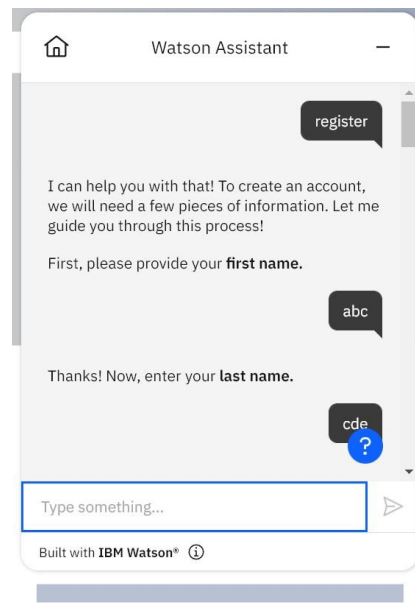 Watson Assistant
register
I can help you with that! To create an account,
we will need a few pieces of information. Let me
guide you through this process!
First, please provide your first name.
abc
Thanks! Now, enter your last name.
cde
?
Type something...
Built with IBM Watson®